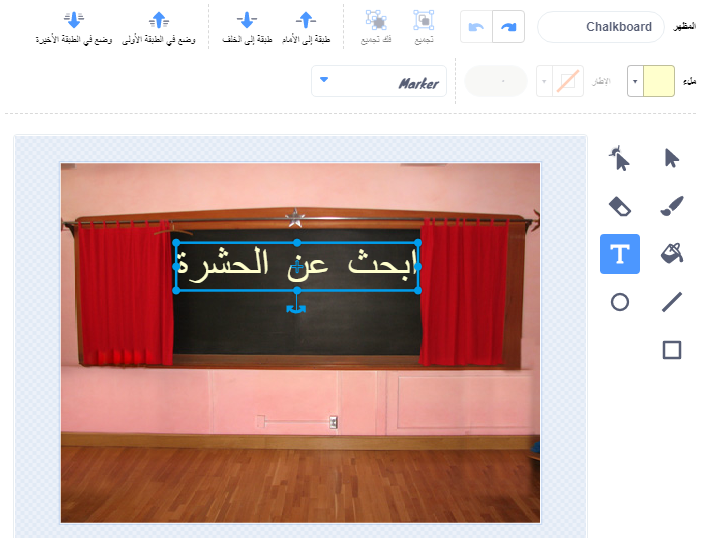 المظهر Chalkboard تجميع فك تجميع طبقة إلى الأمام طبقة إلى الخلف وضع في الطبقة الأولى وضع في الطبقة الأخيرة
ملء الإطار Marker
ابحث عن الحشرة
T